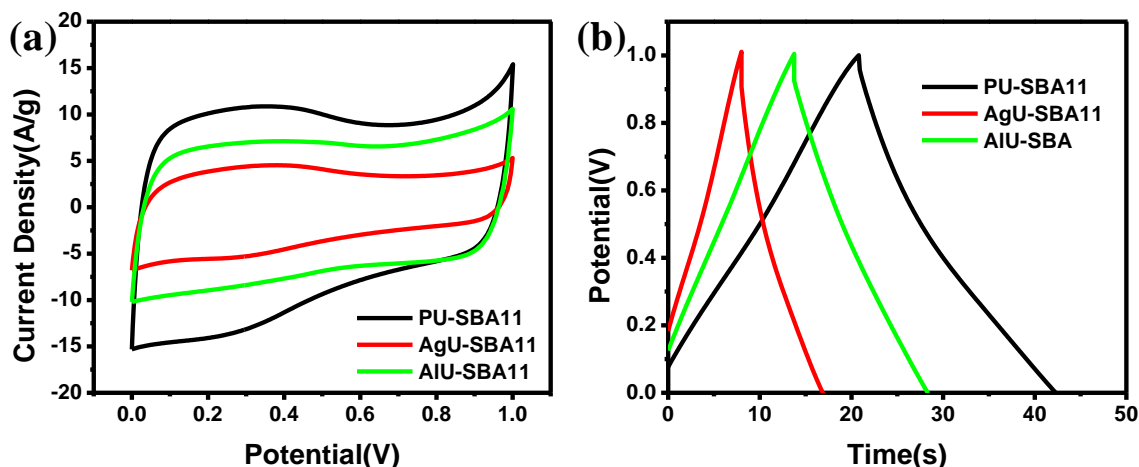 (a)
20
15
10
5
0
-5
-10
-15
-20
Current Density(A/g)
0.0 0.2 0.4 0.6 0.8 1.0
Potential(V)
PU-SBA11
AgU-SBA11
AlU-SBA11
(b)
1.0
0.8
0.6
0.4
0.2
0.0
Potential(V)
0 10 20 30 40 50
Time(s)
PU-SBA11
AgU-SBA11
AlU-SBA